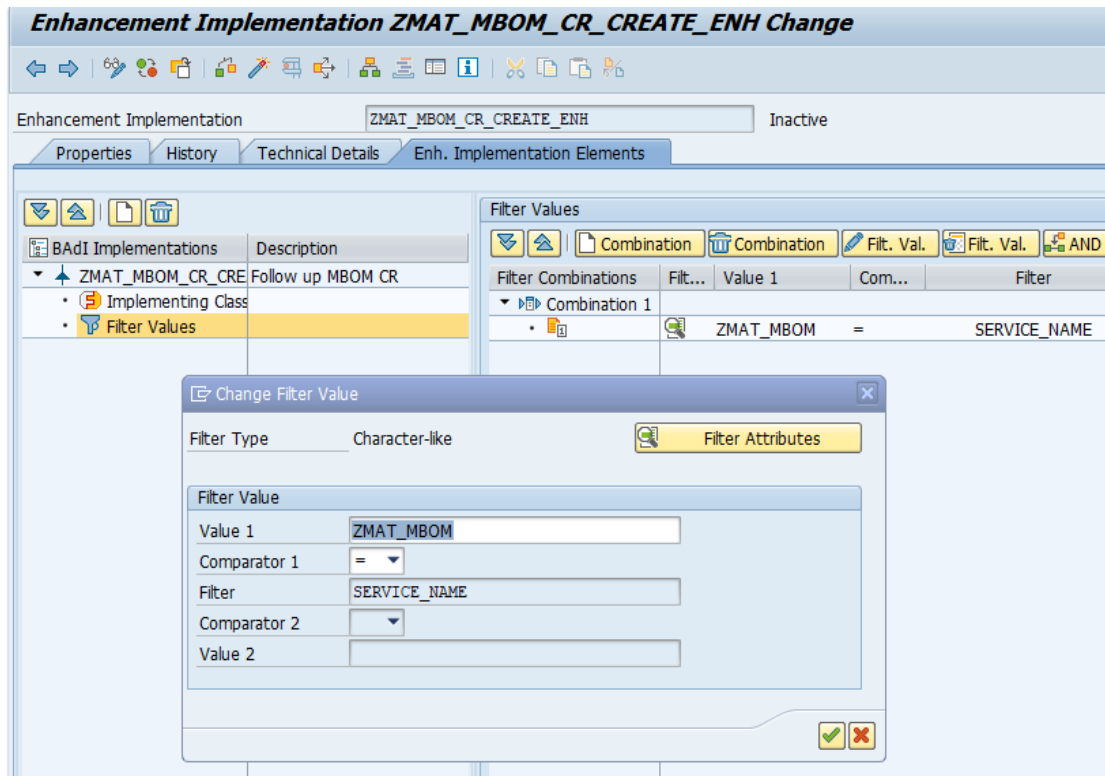 Enhancement Implementation ZMAT_MBOM_CR_CREATE_ENH Change
Enhancement Implementation ZMAT_MBOM_CR_CREATE_ENH Inactive
Properties History Technical Details Enh. Implementation Elements
Filter Values
Combination Combination Filt. Val. Filt. Val. AND
BAdI Implementations Description
ZMAT_MBOM_CR_CRE Follow up MBOM CR
Implementing Class
Filter Values
Filter Combinations Filt... Value 1 Com... Filter
Combination 1
ZMAT_MBOM = SERVICE_NAME
Change Filter Value
Filter Type Character-like Filter Attributes
Filter Value
Value 1 ZMAT_MBOM
Comparator 1 =
Filter SERVICE_NAME
Comparator 2
Value 2